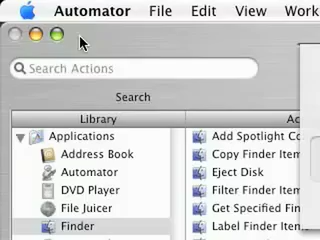 Automator File Edit View Work
Search Actions
Search
Library
Applications
Address Book
Automator
DVD Player
File Juicer
Finder
Ac
Add Spotlight Co
Copy Finder Item
Eject Disk
Filter Finder Item
Get Specified Fin
Label Finder Item